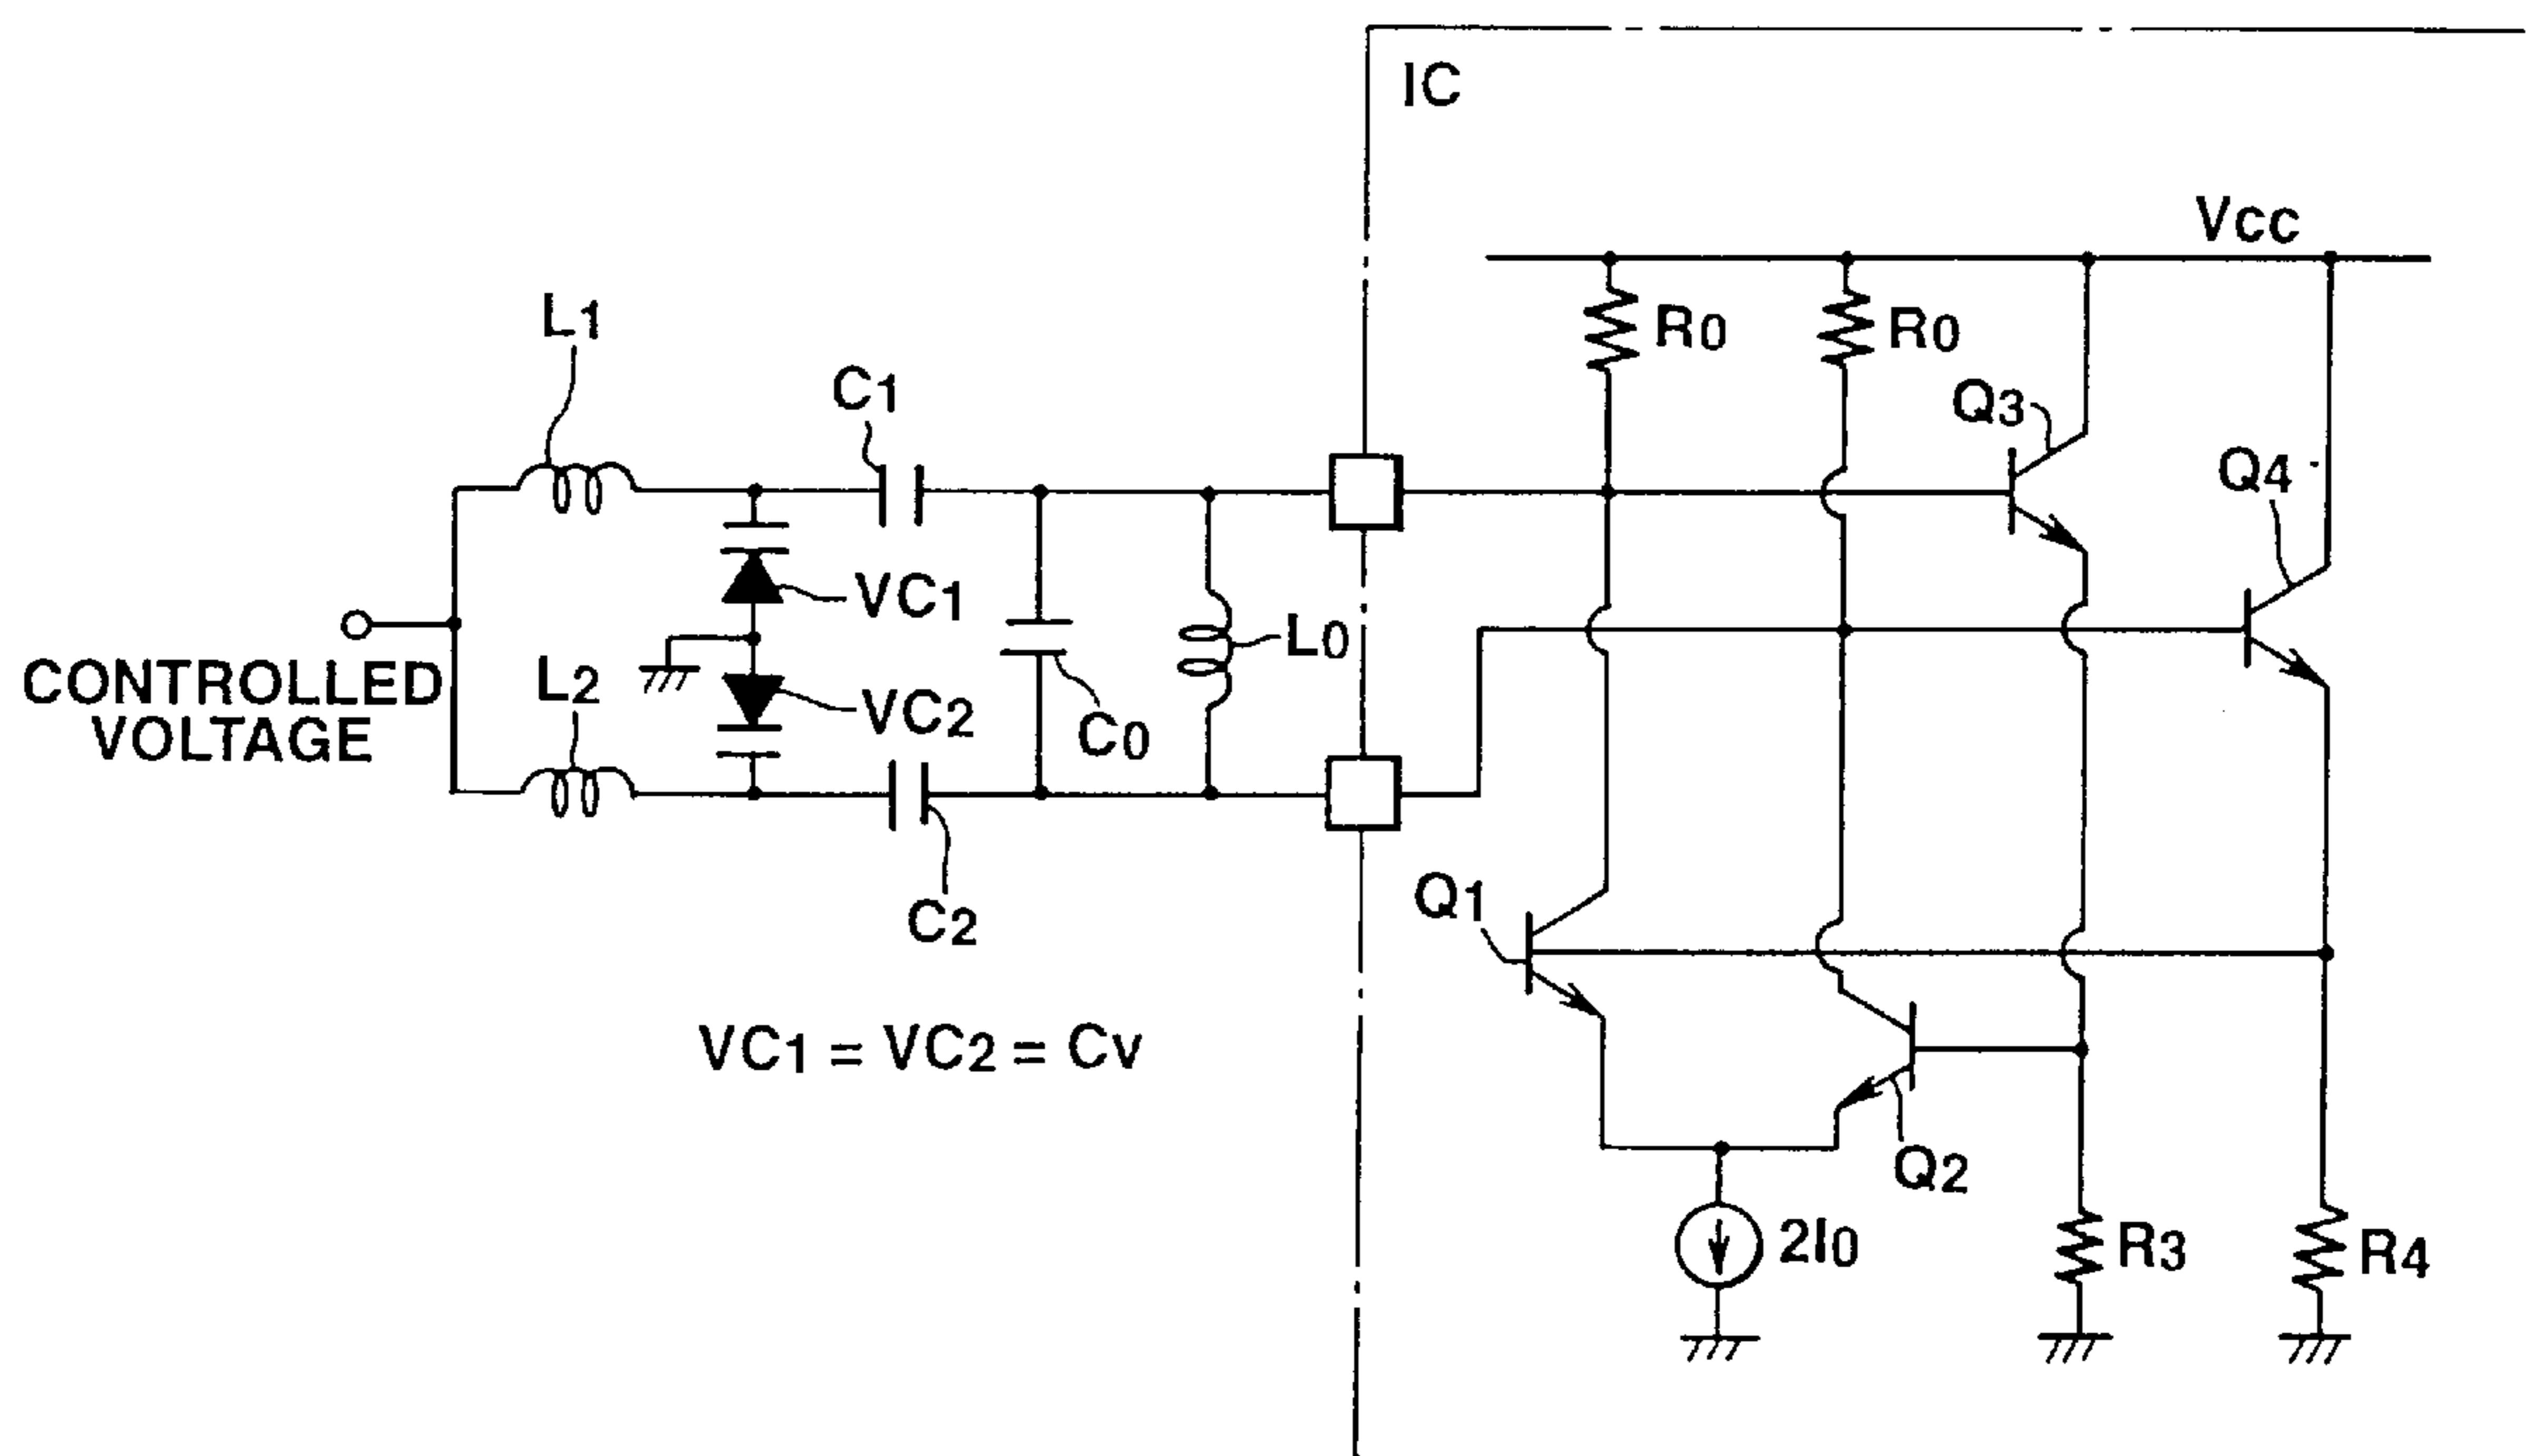 IC
Vcc
R0
R0
L1
C1
Q3
Q4
VC1
L0
CONTROLLED
VOLTAGE
L2
VC2
C0
Q1
C2
VC1 = VC2 = Cv
Q2
2I0
R3
R4